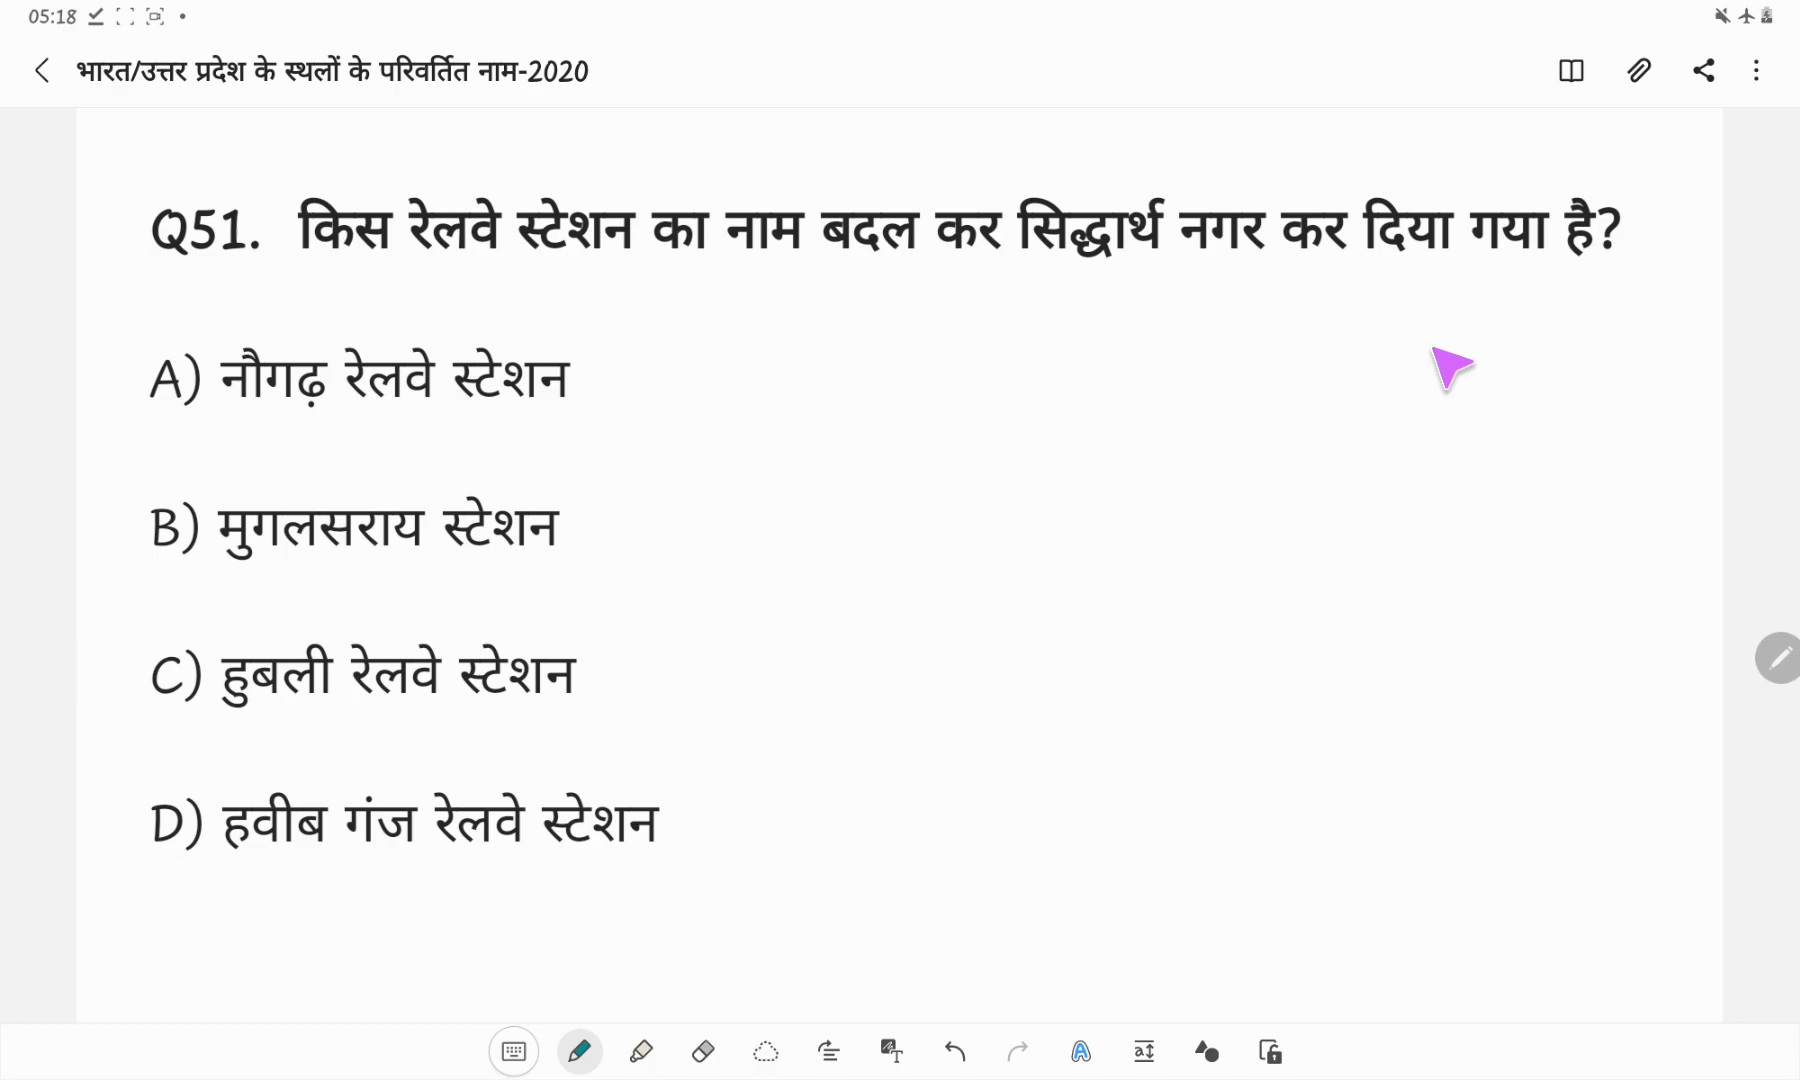 05:18
भारत/उत्तर प्रदेश के स्थलों के परिवर्तित नाम-2020
Q51. किस रेलवे स्टेशन का नाम बदल कर सिद्धार्थ नगर कर दिया गया है?
A) नौगढ़ रेलवे स्टेशन
B) मुगलसराय स्टेशन
C) हुबली रेलवे स्टेशन
D) हवीब गंज रेलवे स्टेशन